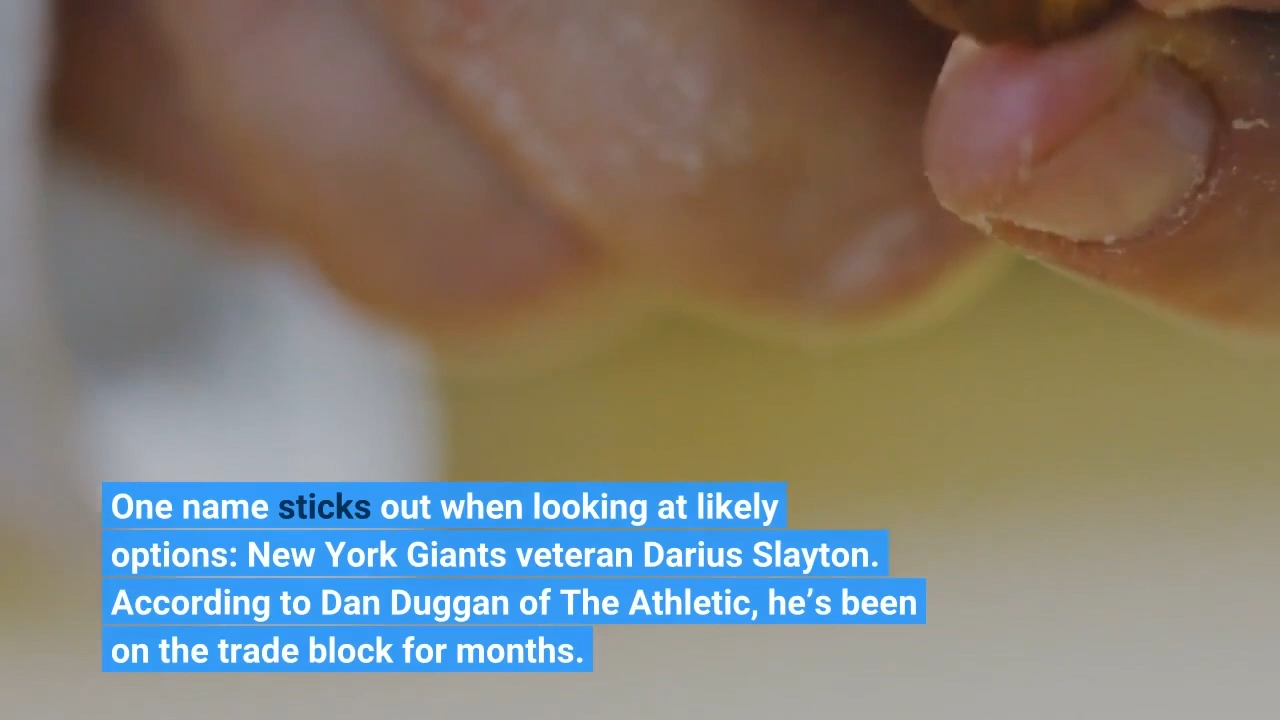 One name sticks out when looking at likely
options: New York Giants veteran Darius Slayton.
According to Dan Duggan of The Athletic, he’s been
on the trade block for months.